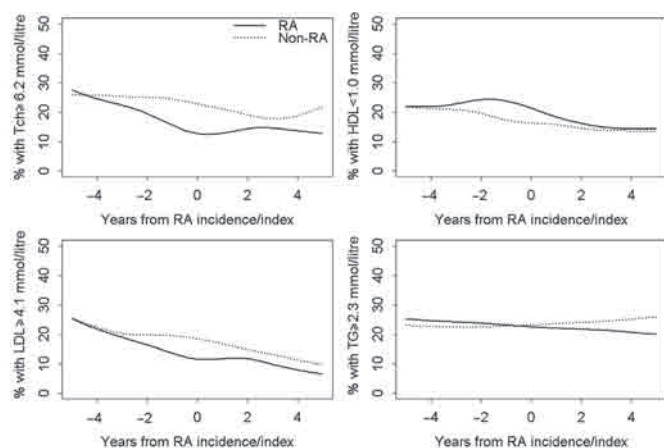 RA
Non-RA
% with Tch≥ 6.2 mmol/litre
0 10 20 30 40 50
−4 −2 0 2 4
Years from RA incidence/index
% with HDL<1.0 mmol/litre
0 10 20 30 40 50
−4 −2 0 2 4
Years from RA incidence/index
% with LDL≥ 4.1 mmol/litre
0 10 20 30 40 50
−4 −2 0 2 4
Years from RA incidence/index
% with TG≥2.3 mmol/litre
0 10 20 30 40 50
−4 −2 0 2 4
Years from RA incidence/index